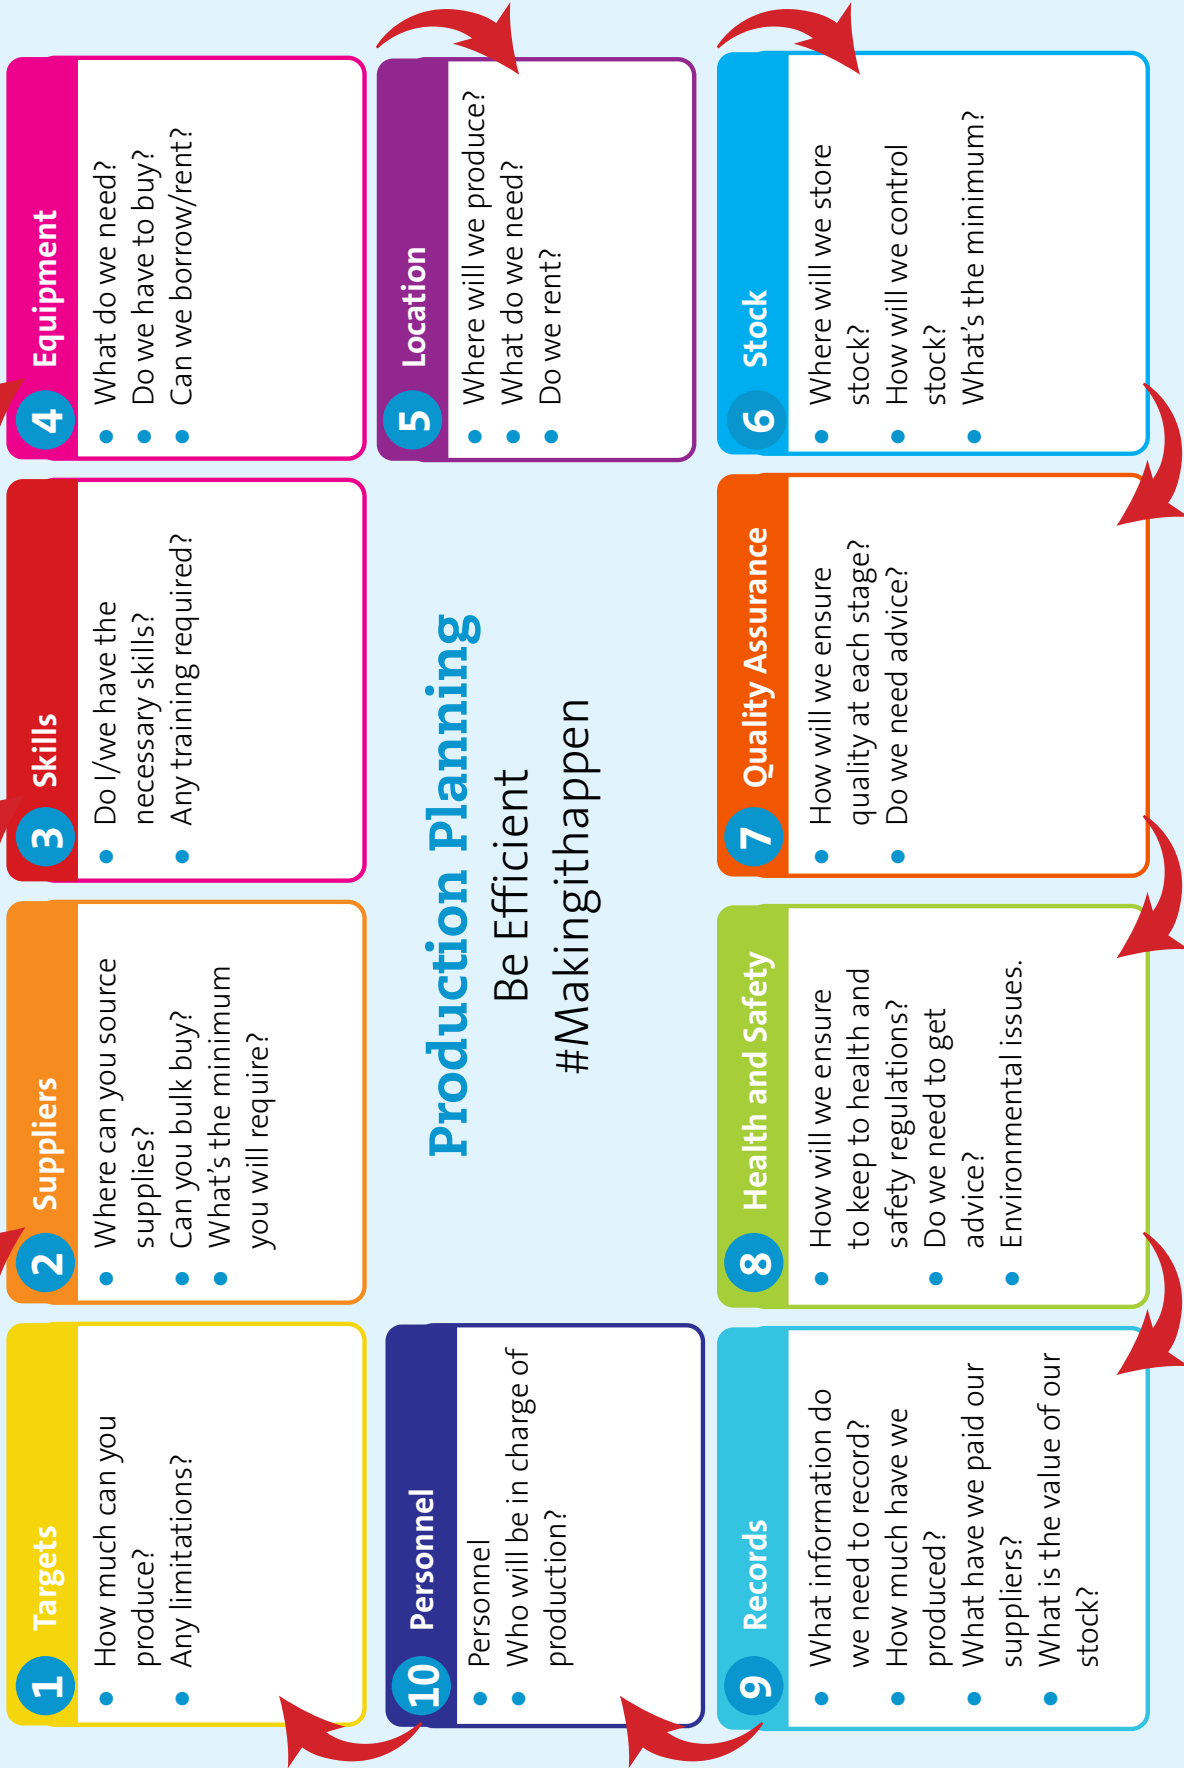 1 Targets
• How much can you
produce?
• Any limitations?
2 Suppliers
• Where can you source
supplies?
• Can you bulk buy?
• What's the minimum
you will require?
3 Skills
• Do I/we have the
necessary skills?
• Any training required?
4 Equipment
• What do we need?
• Do we have to buy?
• Can we borrow/rent?
5 Location
• Where will we produce?
• What do we need?
• Do we rent?
Production Planning
Be Efficient
#Makingithappen
6 Stock
• Where will we store
stock?
• How will we control
stock?
• What's the minimum?
7 Quality Assurance
• How will we ensure
quality at each stage?
• Do we need advice?
8 Health and Safety
• How will we ensure
to keep to health and
safety regulations?
• Do we need to get
advice?
• Environmental issues.
9 Records
• What information do
we need to record?
• How much have we
produced?
• What have we paid our
suppliers?
• What is the value of our
stock?
10 Personnel
• Personnel
• Who will be in charge of
production?